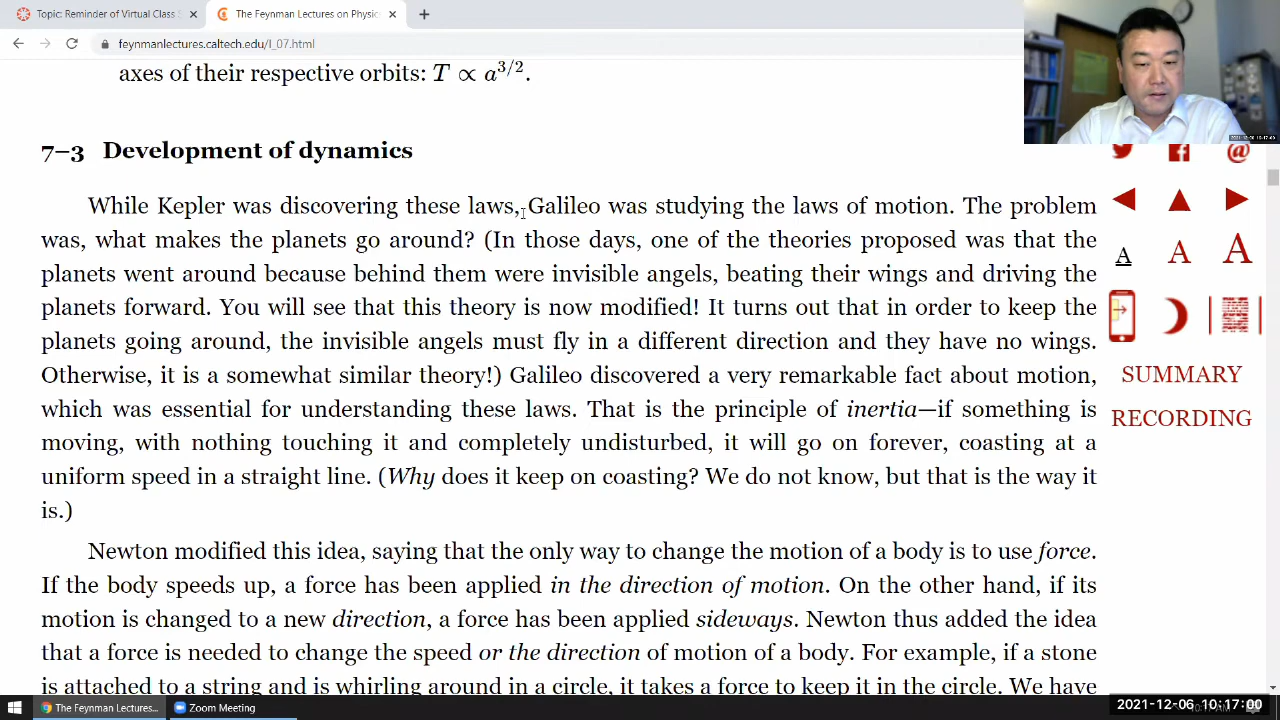 Topic: Reminder of Virtual Class
The Feynman Lectures on Physic
feynmanlectures.caltech.edu/I_07.html
axes of their respective orbits: T ∝ a^3/2.
7–3 Development of dynamics
While Kepler was discovering these laws, Galileo was studying the laws of motion. The problem
was, what makes the planets go around? (In those days, one of the theories proposed was that the
planets went around because behind them were invisible angels, beating their wings and driving the
planets forward. You will see that this theory is now modified! It turns out that in order to keep the
planets going around, the invisible angels must fly in a different direction and they have no wings.
Otherwise, it is a somewhat similar theory!) Galileo discovered a very remarkable fact about motion,
which was essential for understanding these laws. That is the principle of inertia—if something is
moving, with nothing touching it and completely undisturbed, it will go on forever, coasting at a
uniform speed in a straight line. (Why does it keep on coasting? We do not know, but that is the way it
is.)
Newton modified this idea, saying that the only way to change the motion of a body is to use force.
If the body speeds up, a force has been applied in the direction of motion. On the other hand, if its
motion is changed to a new direction, a force has been applied sideways. Newton thus added the idea
that a force is needed to change the speed or the direction of motion of a body. For example, if a stone
is attached to a string and is whirling around in a circle, it takes a force to keep it in the circle. We have
@
A A A
SUMMARY
RECORDING
The Feynman Lectures...
Zoom Meeting
2021-12-06 10:17:00